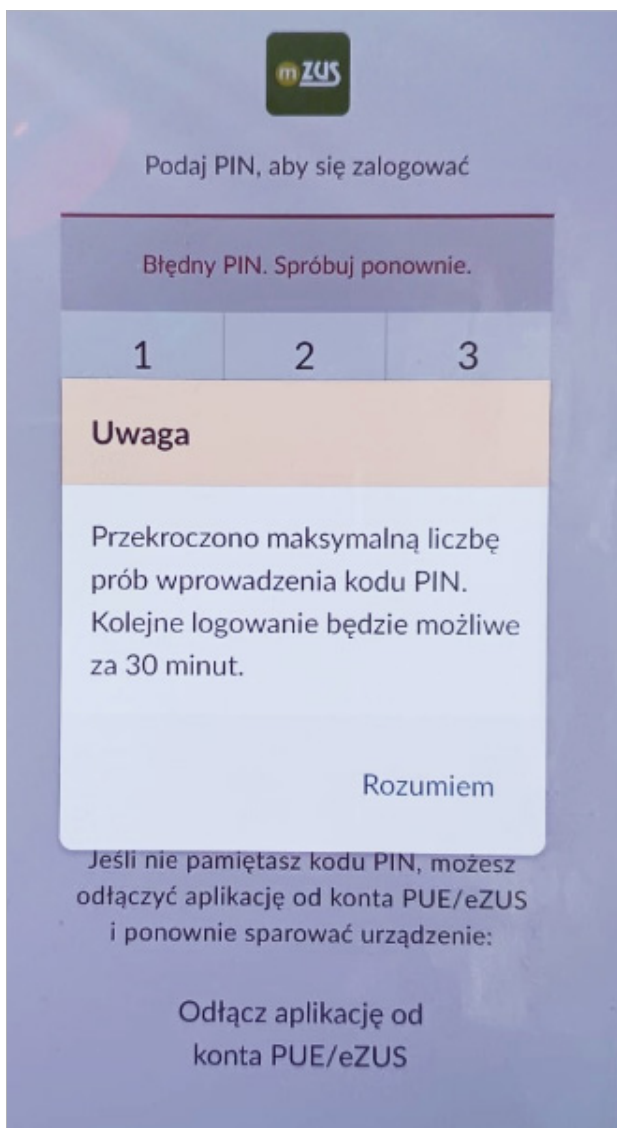 mZUS
Podaj PIN, aby się zalogować
Błędny PIN. Spróbuj ponownie.
1 2 3
Uwaga
Przekroczono maksymalną liczbę
prób wprowadzenia kodu PIN.
Kolejne logowanie będzie możliwe
za 30 minut.
Rozumiem
Jeśli nie pamiętasz kodu PIN, możesz
odłączyć aplikację od konta PUE/eZUS
i ponownie sparować urządzenie:
Odłącz aplikację od
konta PUE/eZUS